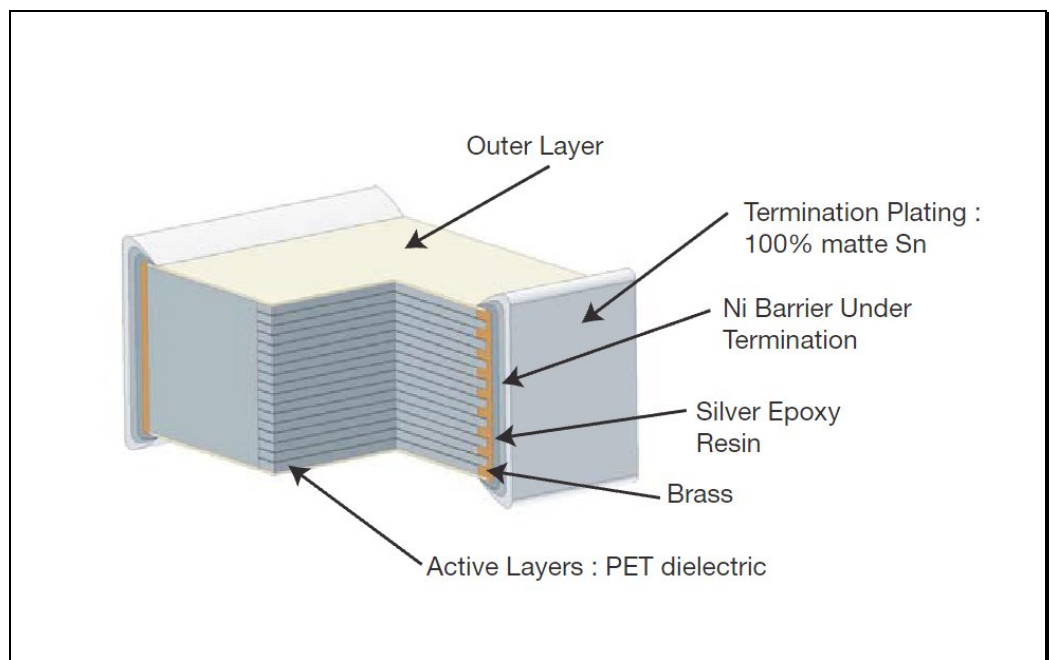 Outer Layer
Termination Plating :
100% matte Sn
Ni Barrier Under
Termination
Silver Epoxy
Resin
Brass
Active Layers : PET dielectric